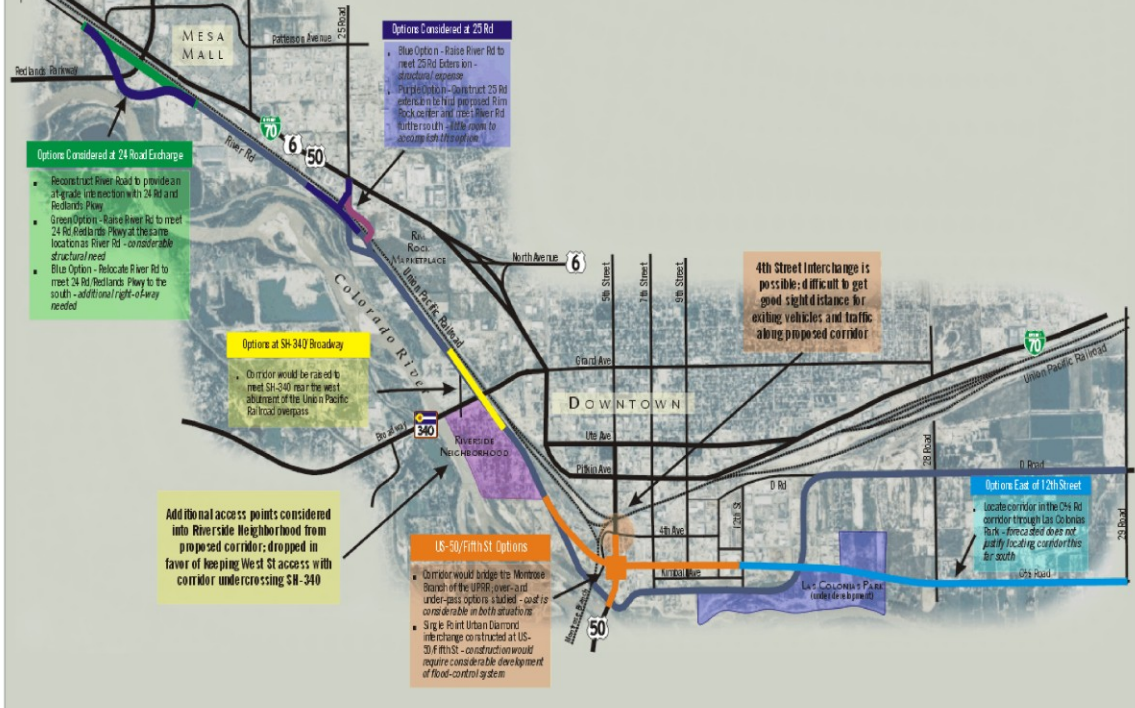 MESA
MALL
Patterson Avenue
25 Road
Redlands Parkway
Options Considered at 25 Rd
Blue Option - Raise River Rd to
meet 25 Rd Extension -
structural expense
Purple Option - Construct 25 Rd
extension behind proposed Rim
Rock center and meet River Rd
further south - little room to
accomplish this option
70
6
50
River Rd
Options Considered at 24 Road Exchange
Reconstruct River Road to provide an
at-grade intersection with 24 Rd and
Redlands Pkwy
Green Option - Raise River Rd to meet
24 Rd/Redlands Pkwy at the same
location as River Rd - considerable
structural need
Blue Option - Relocate River Rd to
meet 24 Rd/Redlands Pkwy to the
south - additional right-of-way
needed
RIM
ROCK
MARKETPLACE
North Avenue
6
5th Street
7th Street
9th Street
4th Street Interchange is
possible; difficult to get
good sight distance for
exiting vehicles and traffic
along proposed corridor
Colorado River
Union Pacific Railroad
Options at SH-340/Broadway
Corridor would be raised to
meet SH-340 near the west
abutment of the Union Pacific
Railroad overpass
Grand Ave
70
Union Pacific Railroad
DOWNTOWN
340
Broadway
RIVERSIDE
NEIGHBORHOOD
Ute Ave
Pitkin Ave
28 Road
D Road
D Rd
29 Road
Options East of 12th Street
Locate corridor in the C½ Rd
corridor through Las Colonias
Park - forecasted does not
justify locating corridor this
far south
Additional access points considered
into Riverside Neighborhood from
proposed corridor; dropped in
favor of keeping West St access with
corridor undercrossing SH-340
12th St
4th Ave
US-50/Fifth St Options
Corridor would bridge the Montrose
Branch of the UPRR; over- and
under-pass options studied - cost is
considerable in both situations
Single Point Urban Diamond
interchange constructed at US-
50/Fifth St - construction would
require considerable development
of flood-control system
Kimball Ave
C½ Road
LAS COLONIAS PARK
(under development)
Montrose Branch
50